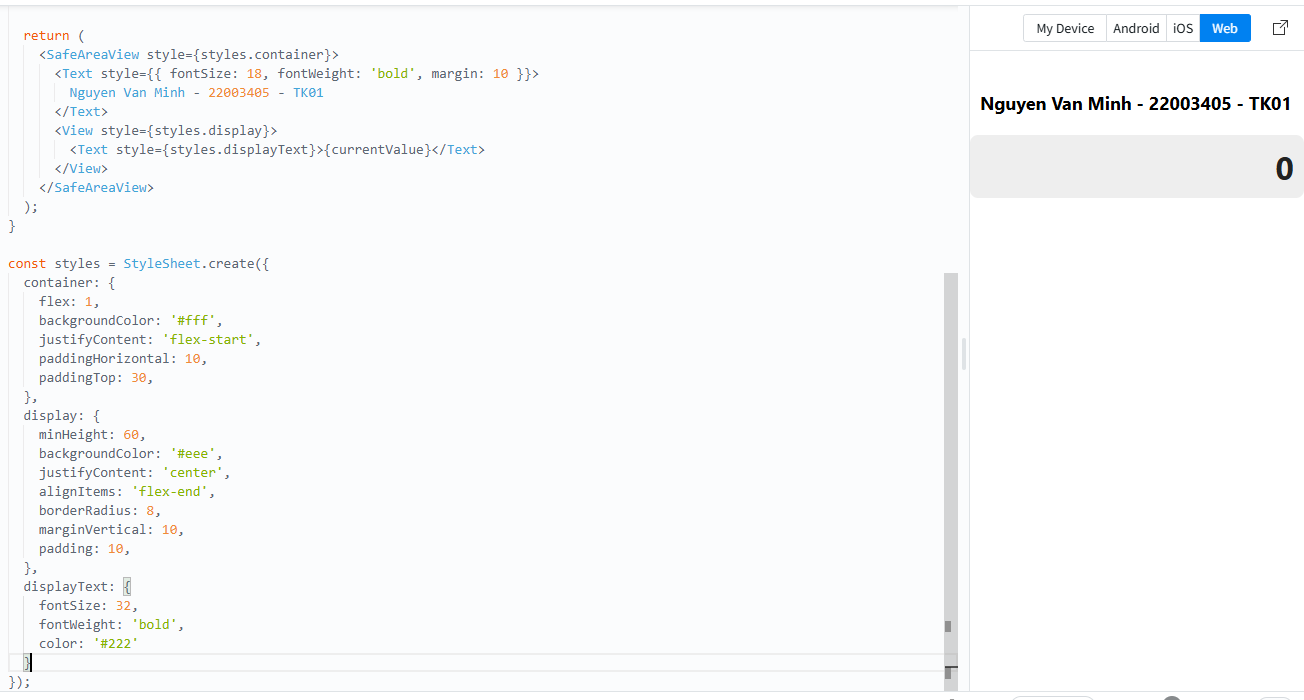 return (
<SafeAreaView style={styles.container}>
<Text style={{ fontSize: 18, fontWeight: 'bold', margin: 10 }}>
Nguyen Van Minh - 22003405 - TK01
</Text>
<View style={styles.display}>
<Text style={styles.displayText}>{currentValue}</Text>
</View>
</SafeAreaView>
);
}
const styles = StyleSheet.create({
container: {
flex: 1,
backgroundColor: '#fff',
justifyContent: 'flex-start',
paddingHorizontal: 10,
paddingTop: 30,
},
display: {
minHeight: 60,
backgroundColor: '#eee',
justifyContent: 'center',
alignItems: 'flex-end',
borderRadius: 8,
marginVertical: 10,
padding: 10,
},
displayText: {
fontSize: 32,
fontWeight: 'bold',
color: '#222'
}
});
My Device Android iOS Web
Nguyen Van Minh - 22003405 - TK01
0